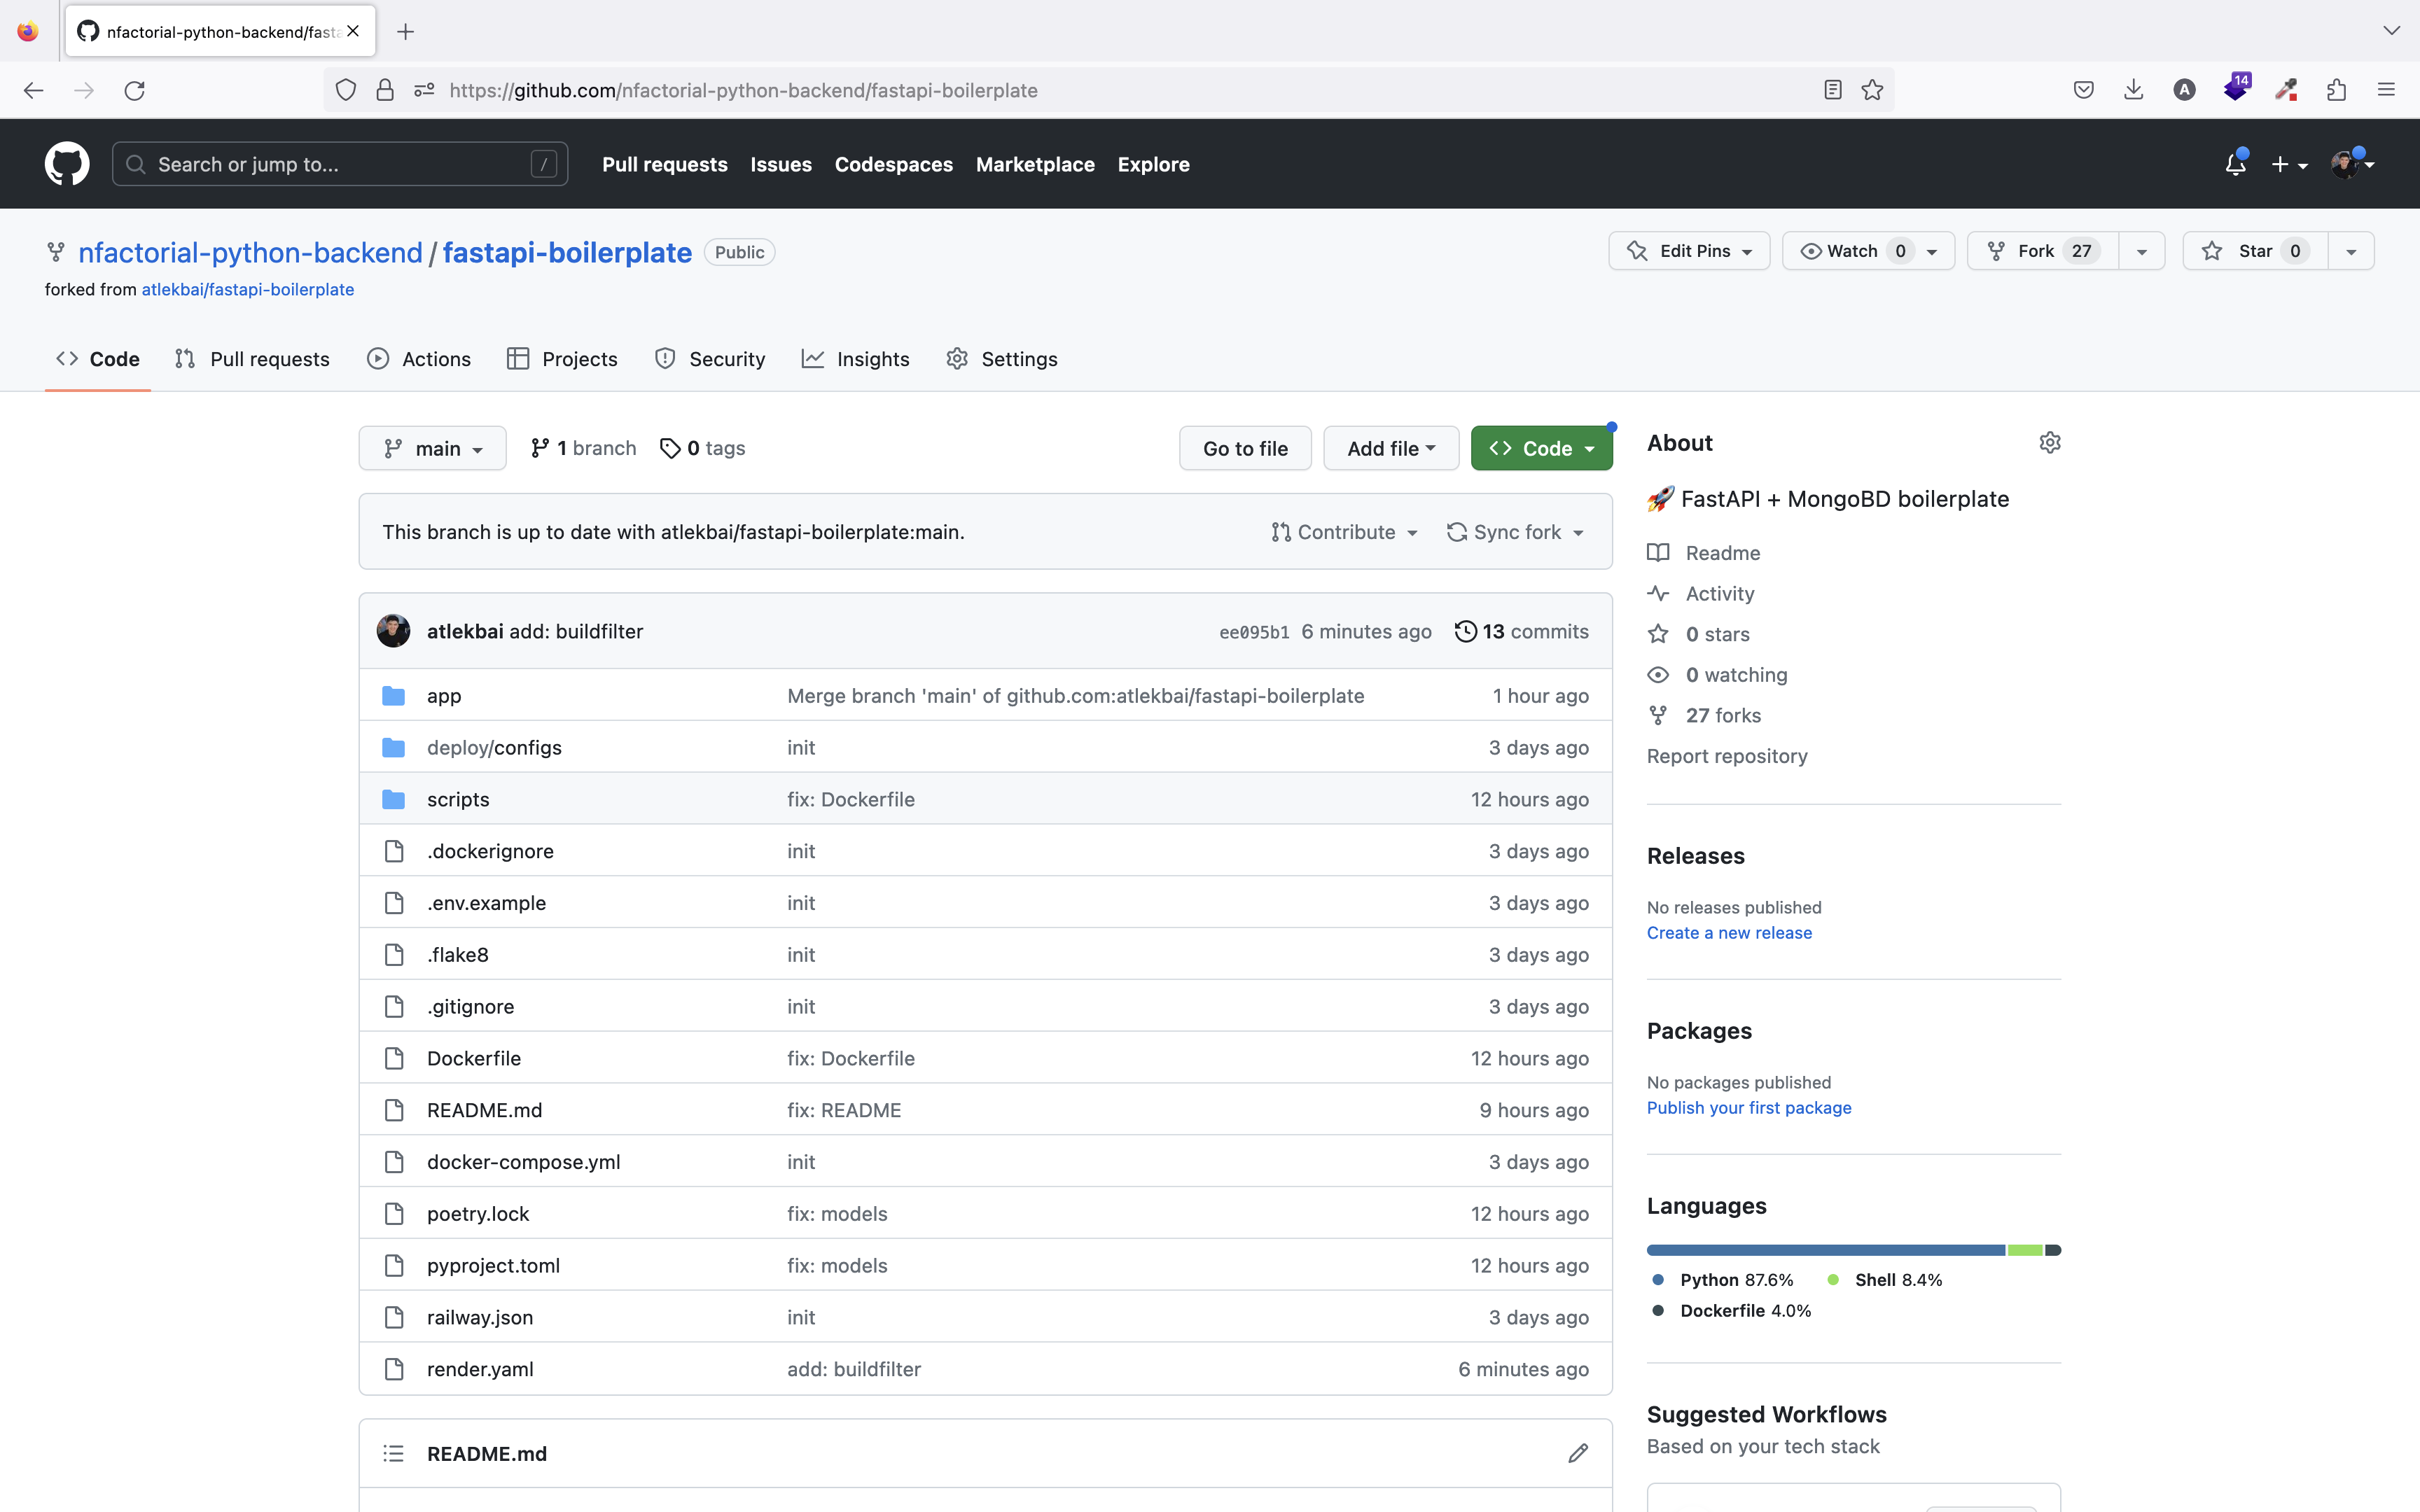 nfactorial-python-backend/fasta
14
https://github.com/nfactorial-python-backend/fastapi-boilerplate
A
Search or jump to... /
Pull requests Issues Codespaces Marketplace Explore
nfactorial-python-backend / fastapi-boilerplate Public
Edit Pins Watch 0 Fork 27 Star 0
forked from atlekbai/fastapi-boilerplate
Code Pull requests Actions Projects Security Insights Settings
main 1 branch 0 tags Go to file Add file Code
This branch is up to date with atlekbai/fastapi-boilerplate:main. Contribute Sync fork
atlekbai add: buildfilter ee095b1 6 minutes ago 13 commits
app Merge branch 'main' of github.com:atlekbai/fastapi-boilerplate 1 hour ago
deploy/configs init 3 days ago
scripts fix: Dockerfile 12 hours ago
.dockerignore init 3 days ago
.env.example init 3 days ago
.flake8 init 3 days ago
.gitignore init 3 days ago
Dockerfile fix: Dockerfile 12 hours ago
README.md fix: README 9 hours ago
docker-compose.yml init 3 days ago
poetry.lock fix: models 12 hours ago
pyproject.toml fix: models 12 hours ago
railway.json init 3 days ago
render.yaml add: buildfilter 6 minutes ago
README.md
About
🚀 FastAPI + MongoBD boilerplate
Readme
Activity
0 stars
0 watching
27 forks
Report repository
Releases
No releases published
Create a new release
Packages
No packages published
Publish your first package
Languages
Python 87.6% Shell 8.4%
Dockerfile 4.0%
Suggested Workflows
Based on your tech stack